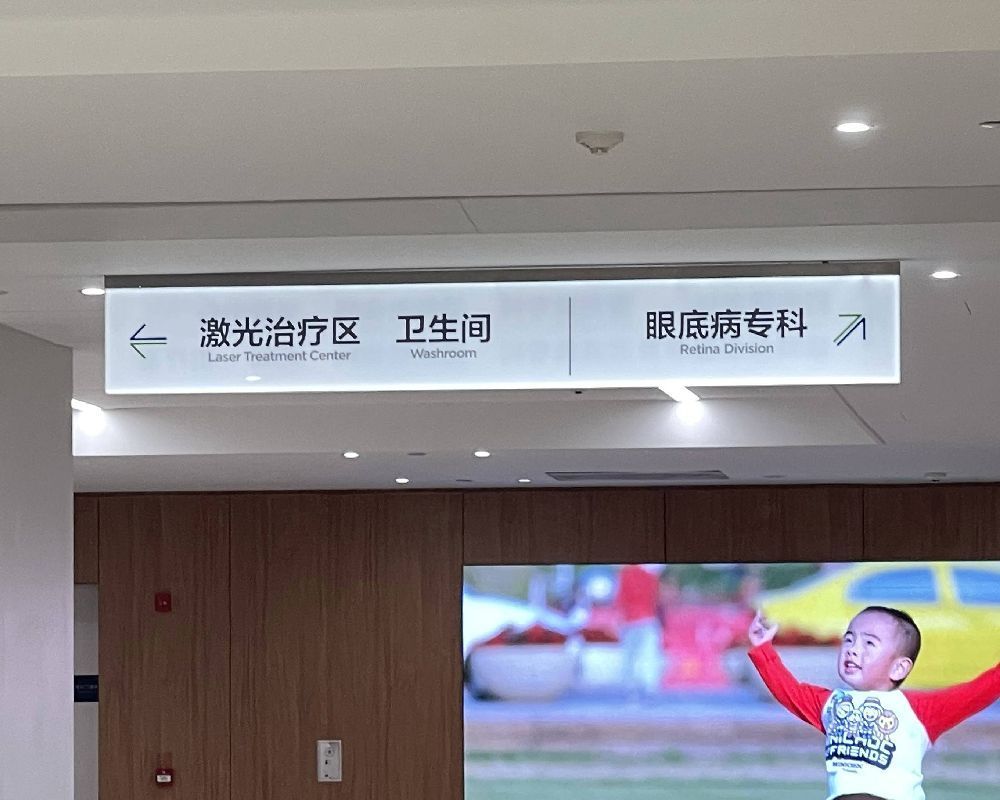 激光治疗区 卫生间 眼底病专科
Laser Treatment Center Washroom Retina Division
FRIENDS